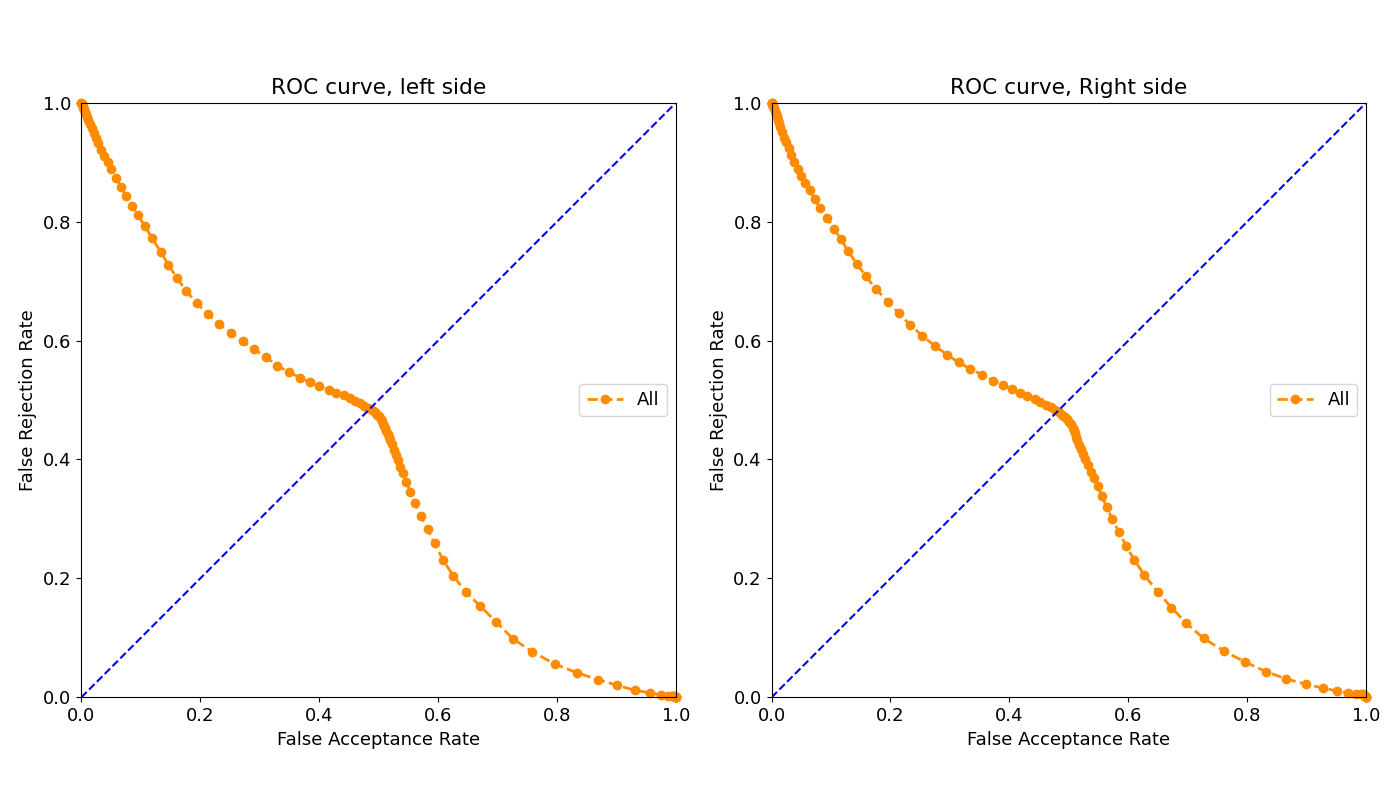 ROC curve, left side
1.0
0.8
0.6
0.4
0.2
0.0
False Rejection Rate
All
0.0 0.2 0.4 0.6 0.8 1.0
False Acceptance Rate
ROC curve, Right side
1.0
0.8
0.6
0.4
0.2
0.0
False Rejection Rate
All
0.0 0.2 0.4 0.6 0.8 1.0
False Acceptance Rate